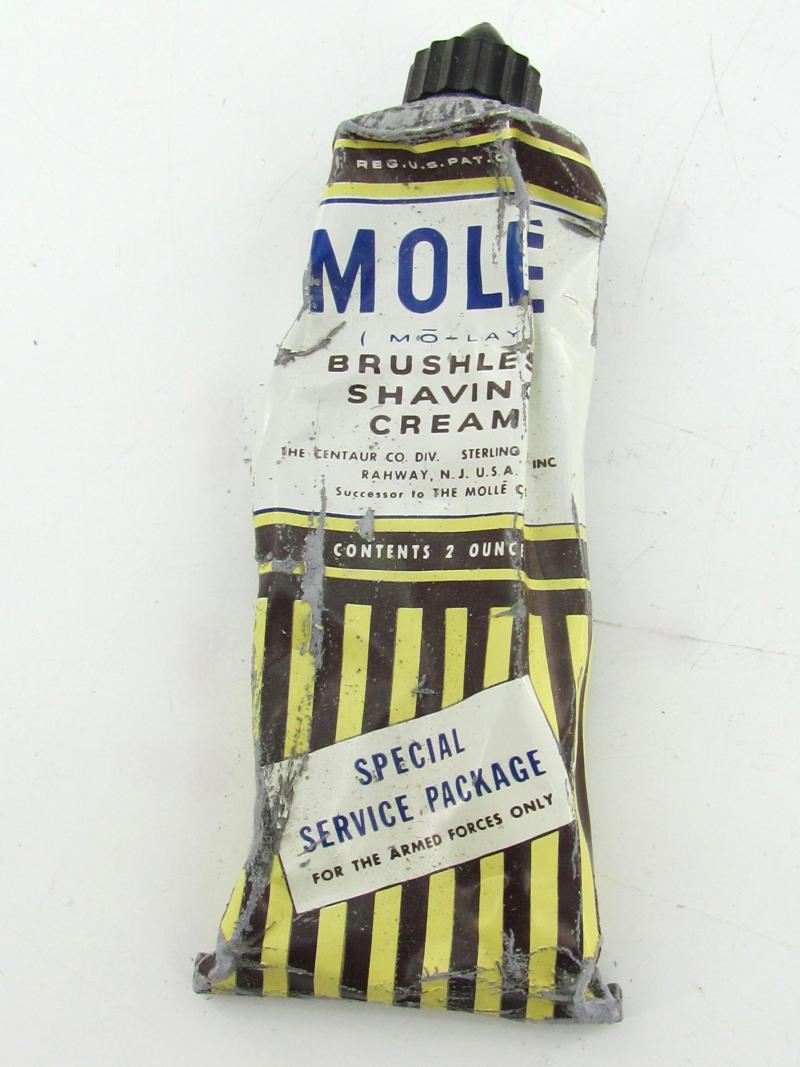 REG.U.S.PAT.O
MOLLÉ
( MŌ-LAY
BRUSHLES
SHAVIN
CREAM
THE CENTAUR CO. DIV. STERLING INC
RAHWAY, N.J. U.S.A.
Successor to THE MOLLÉ C
CONTENTS 2 OUNCE
SPECIAL
SERVICE PACKAGE
FOR THE ARMED FORCES ONLY